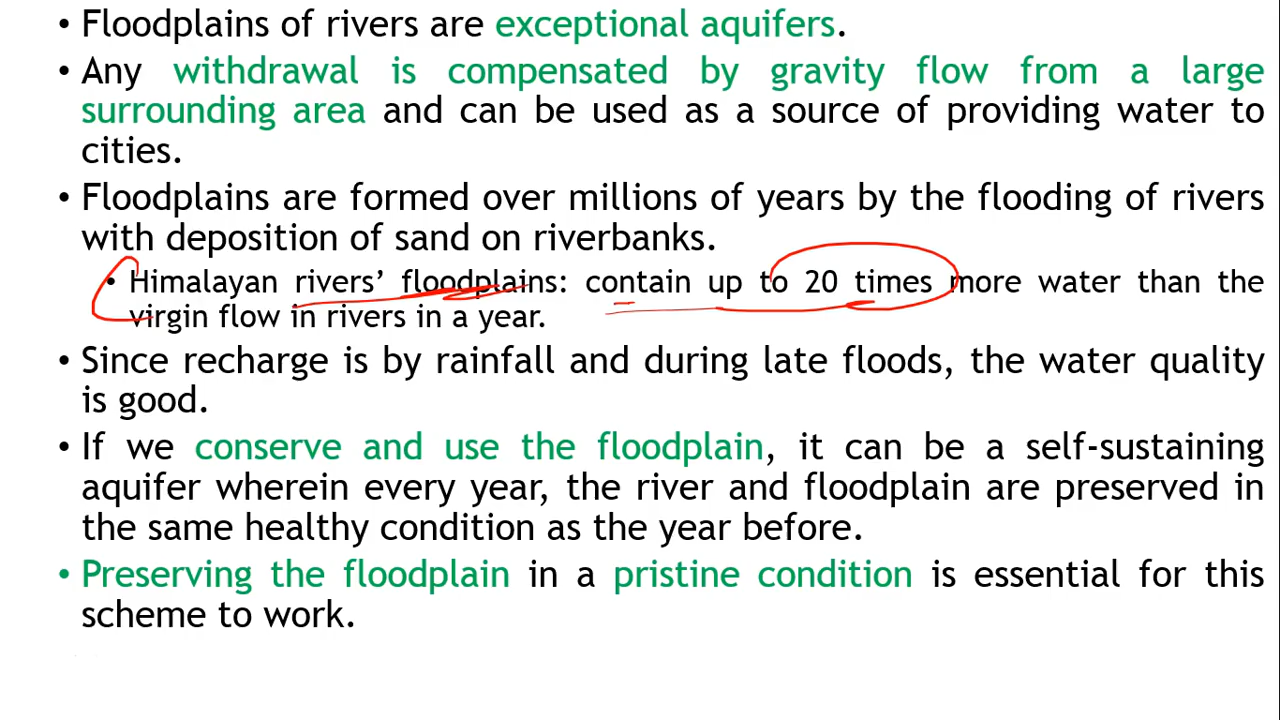 • Floodplains of rivers are exceptional aquifers.
• Any withdrawal is compensated by gravity flow from a large
surrounding area and can be used as a source of providing water to
cities.
• Floodplains are formed over millions of years by the flooding of rivers
with deposition of sand on riverbanks.
• Himalayan rivers’ floodplains: contain up to 20 times more water than the
virgin flow in rivers in a year.
• Since recharge is by rainfall and during late floods, the water quality
is good.
• If we conserve and use the floodplain, it can be a self-sustaining
aquifer wherein every year, the river and floodplain are preserved in
the same healthy condition as the year before.
• Preserving the floodplain in a pristine condition is essential for this
scheme to work.